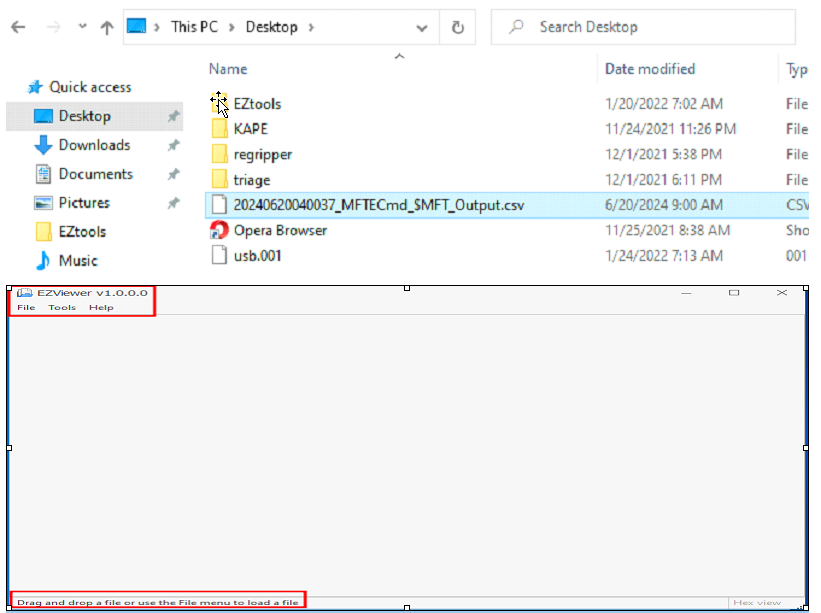 This PC > Desktop >
Search Desktop
Name Date modified Typ
Quick access
Desktop
Downloads
Documents
Pictures
EZtools
Music
EZtools 1/20/2022 7:02 AM File
KAPE 11/24/2021 11:26 PM File
regripper 12/1/2021 5:38 PM File
triage 12/1/2021 6:11 PM File
20240620040037_MFTECmd_$MFT_Output.csv 6/20/2024 9:00 AM CSV
Opera Browser 11/25/2021 8:38 AM Sho
usb.001 1/24/2022 7:13 AM 001
EZViewer v1.0.0.0
File Tools Help
Drag and drop a file or use the File menu to load a file
Hex view